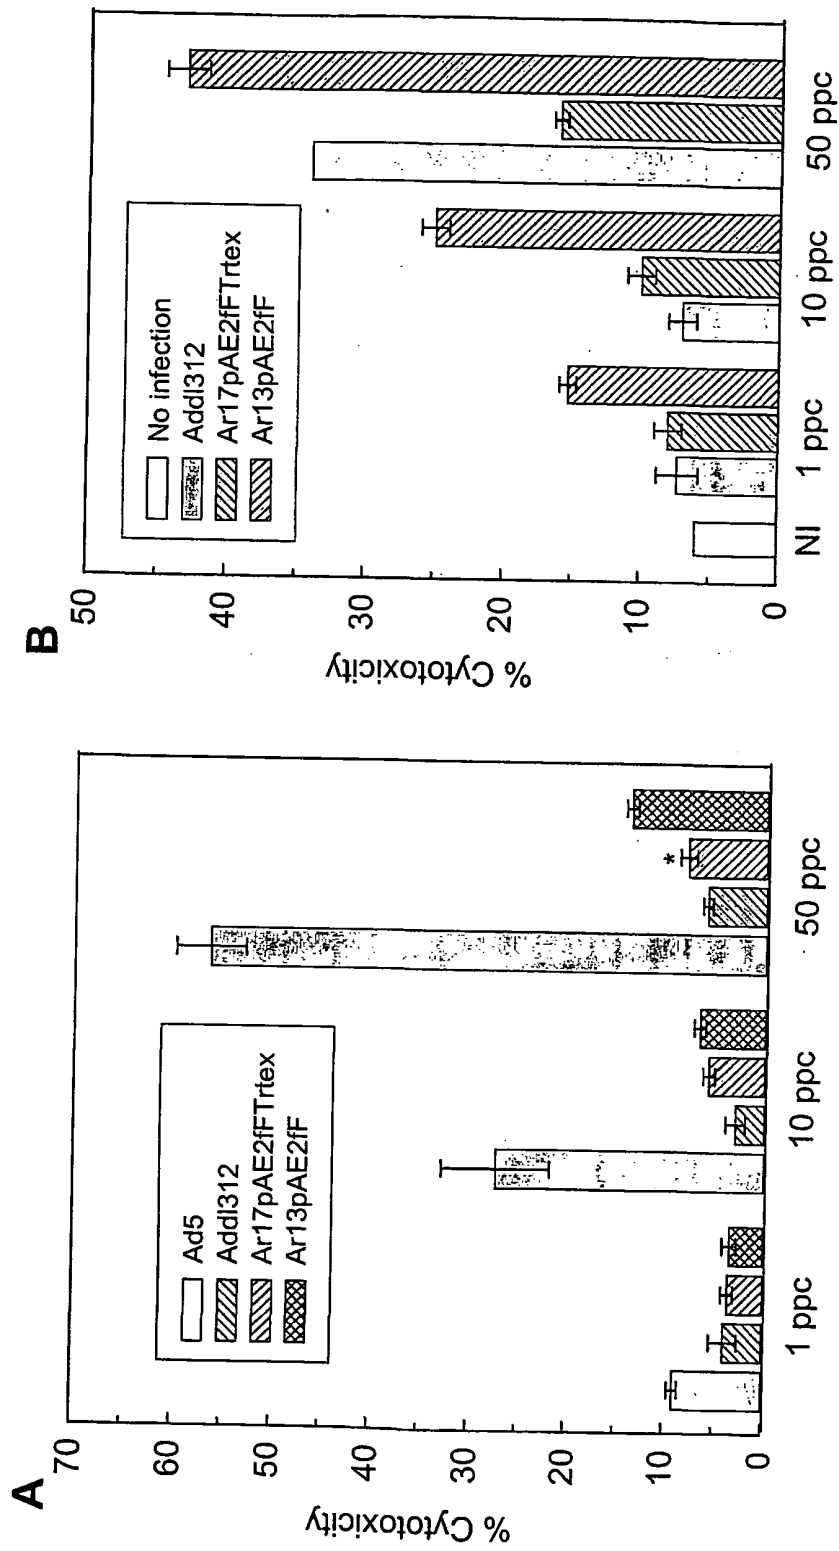 A
% Cytotoxicity
70
60
50
40
30
20
10
0
Ad5
Addl312
Ar17pAE2fFTrtex
Ar13pAE2fF
*
1 ppc
10 ppc
50 ppc
B
% Cytotoxicity
50
40
30
20
10
0
No infection
Addl312
Ar17pAE2fFTrtex
Ar13pAE2fF
NI
1 ppc
10 ppc
50 ppc